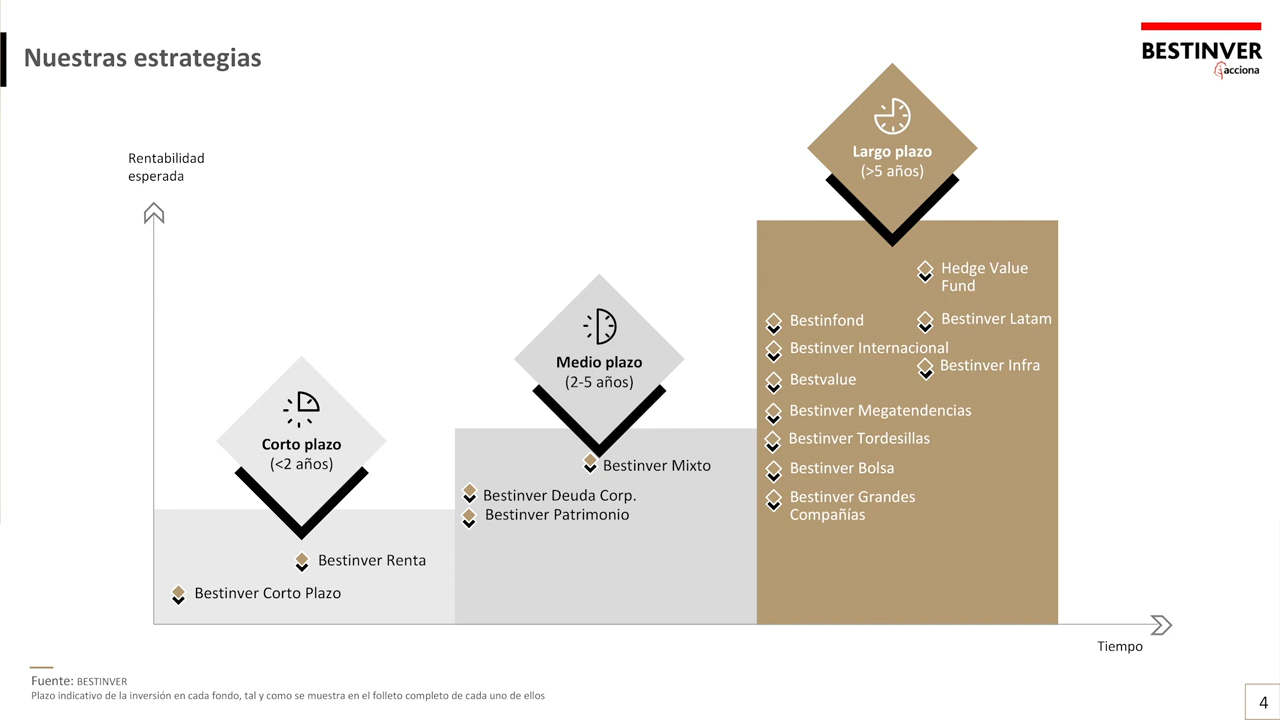 Nuestras estrategias
BESTINVER
acciona
Rentabilidad
esperada
Largo plazo
(>5 años)
Hedge Value
Fund
Bestinfond
Bestinver Latam
Bestinver Internacional
Bestinver Infra
Bestvalue
Bestinver Megatendencias
Bestinver Tordesillas
Bestinver Bolsa
Bestinver Grandes
Compañías
Medio plazo
(2-5 años)
Bestinver Mixto
Bestinver Deuda Corp.
Bestinver Patrimonio
Corto plazo
(<2 años)
Bestinver Renta
Bestinver Corto Plazo
Tiempo
Fuente: BESTINVER
Plazo indicativo de la inversión en cada fondo, tal y como se muestra en el folleto completo de cada uno de ellos
4